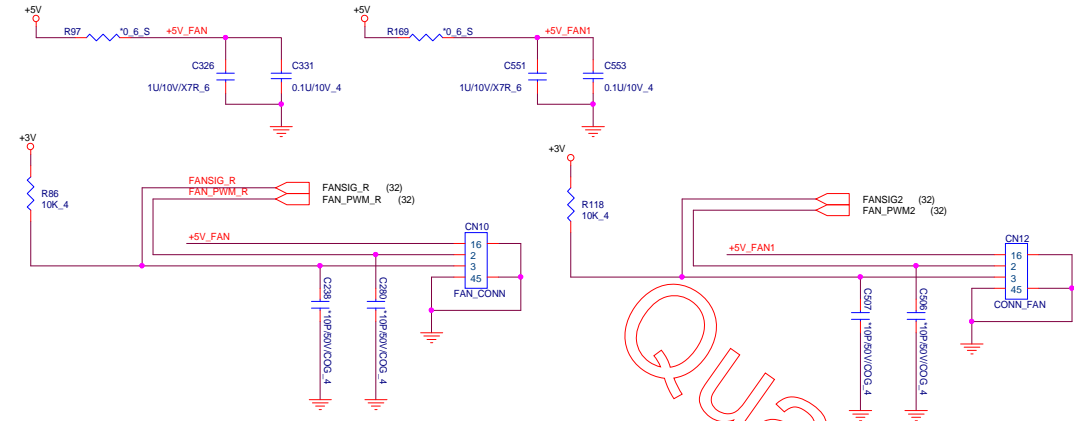 +5V
R97
*0_6_S
+5V_FAN
C326
1U/10V/X7R_6
C331
0.1U/10V_4
+5V
R169
*0_6_S
+5V_FAN1
C551
1U/10V/X7R_6
C553
0.1U/10V_4
+3V
R86
10K_4
FANSIG_R
FAN_PWM_R
FANSIG_R (32)
FAN_PWM_R (32)
+5V_FAN
CN10
16
2
3
45
FAN_CONN
C238
*10P/50V/COG_4
C280
*10P/50V/COG_4
+3V
R118
10K_4
FANSIG2 (32)
FAN_PWM2 (32)
+5V_FAN1
CN12
16
2
3
45
CONN_FAN
C507
*10P/50V/COG_4
C506
*10P/50V/COG_4